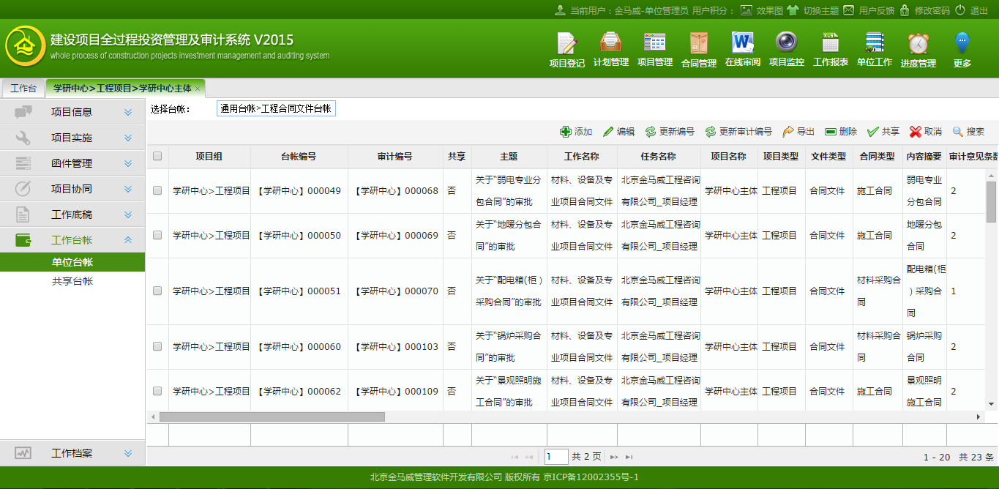 当前用户：金马威-单位管理员 用户积分： 效果图 切换主题 用户反馈 修改密码 退出
建设项目全过程投资管理及审计系统 V2015
whole process of construction projects investment management and auditing system
项目登记 计划管理 项目管理 合同管理 在线审阅 项目监控 工作报表 单位工作 进度管理 更多
工作台 学研中心>工程项目>学研中心主体 ×
项目信息
项目实施
函件管理
项目协同
工作底稿
工作台帐
单位台帐
共享台帐
工作档案
选择台帐： 通用台帐>工程合同文件台帐
添加 编辑 更新编号 更新审计编号 导出 删除 共享 取消 搜索
项目组 台帐编号 审计编号 共享 主题 工作名称 任务名称 项目名称 项目类型 文件类型 合同类型 内容摘要 审计意见条数
关于“弱电专业分 材料、设备及专 北京金马威工程咨询 弱电专业
学研中心>工程项目 【学研中心】000049 【学研中心】000068 否 学研中心主体 工程项目 合同文件 施工合同 2
包合同”的审批 业项目合同文件 有限公司_项目经理 分包合同
关于“地暖分包合 材料、设备及专 北京金马威工程咨询 地暖分包
学研中心>工程项目 【学研中心】000050 【学研中心】000069 否 学研中心主体 工程项目 合同文件 施工合同 2
同”的审批 业项目合同文件 有限公司_项目经理 合同
配电箱(柜
关于“配电箱(柜） 材料、设备及专 北京金马威工程咨询 材料采购合
学研中心>工程项目 【学研中心】000051 【学研中心】000070 否 学研中心主体 工程项目 合同文件 ）采购合 1
采购合同”的审批 业项目合同文件 有限公司_项目经理 同
同
关于“锅炉采购合 材料、设备及专 北京金马威工程咨询 材料采购合 锅炉采购
学研中心>工程项目 【学研中心】000060 【学研中心】000103 否 学研中心主体 工程项目 合同文件 2
同”的审批 业项目合同文件 有限公司_项目经理 同 合同
关于“景观照明施 材料、设备及专 北京金马威工程咨询 景观照明
学研中心>工程项目 【学研中心】000062 【学研中心】000109 否 学研中心主体 工程项目 合同文件 施工合同 2
工合同”的审批 业项目合同文件 有限公司_项目经理 施工合同
1 共 2 页 1 - 20 共 23 条
北京金马威管理软件开发有限公司 版权所有 京ICP备12002355号-1